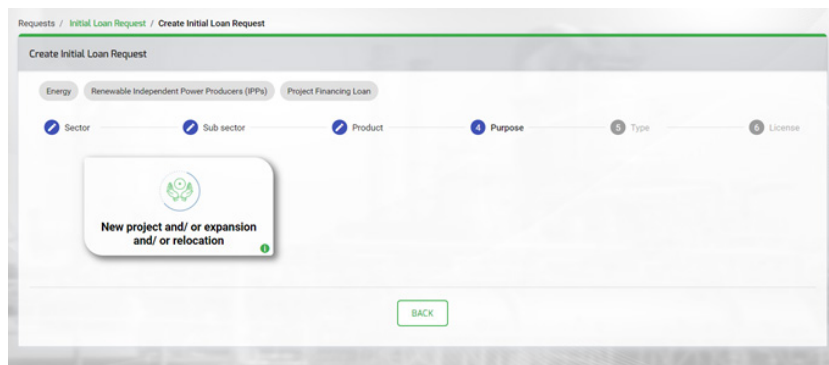 Requests / Initial Loan Request / Create Initial Loan Request
Create Initial Loan Request
Energy Renewable Independent Power Producers (IPPs) Project Financing Loan
Sector Sub sector Product 4 Purpose 5 Type 6 License
New project and/ or expansion
and/ or relocation
BACK